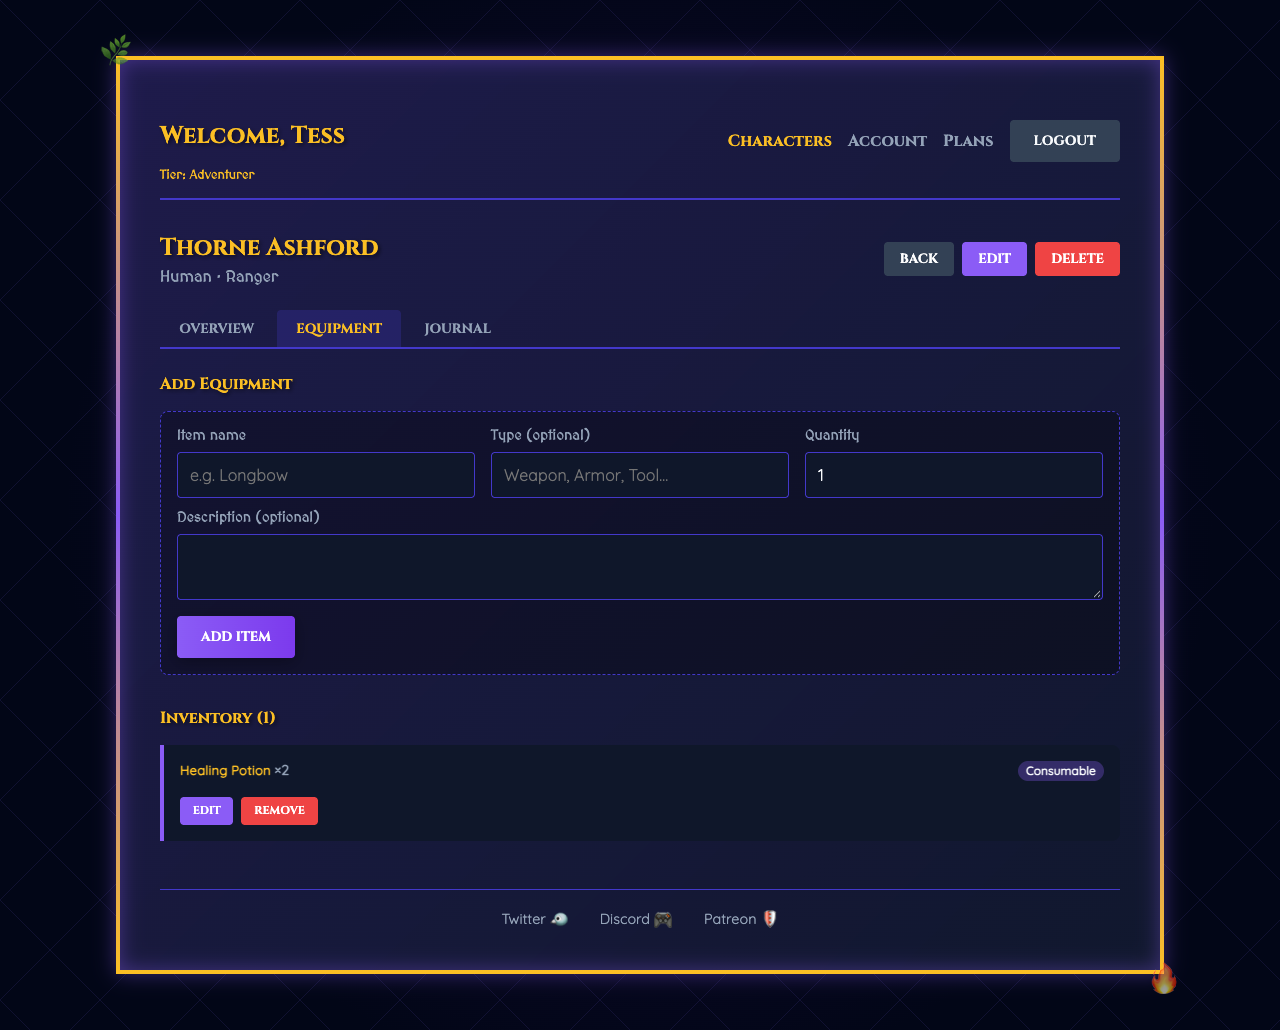 Welcome, Tess
Characters Account Plans LOGOUT
Tier: Adventurer
Thorne Ashford
Human · Ranger
BACK EDIT DELETE
OVERVIEW EQUIPMENT JOURNAL
Add Equipment
Item name Type (optional) Quantity
e.g. Longbow Weapon, Armor, Tool... 1
Description (optional)
ADD ITEM
Inventory (1)
Healing Potion ×2 Consumable
EDIT REMOVE
Twitter Discord Patreon